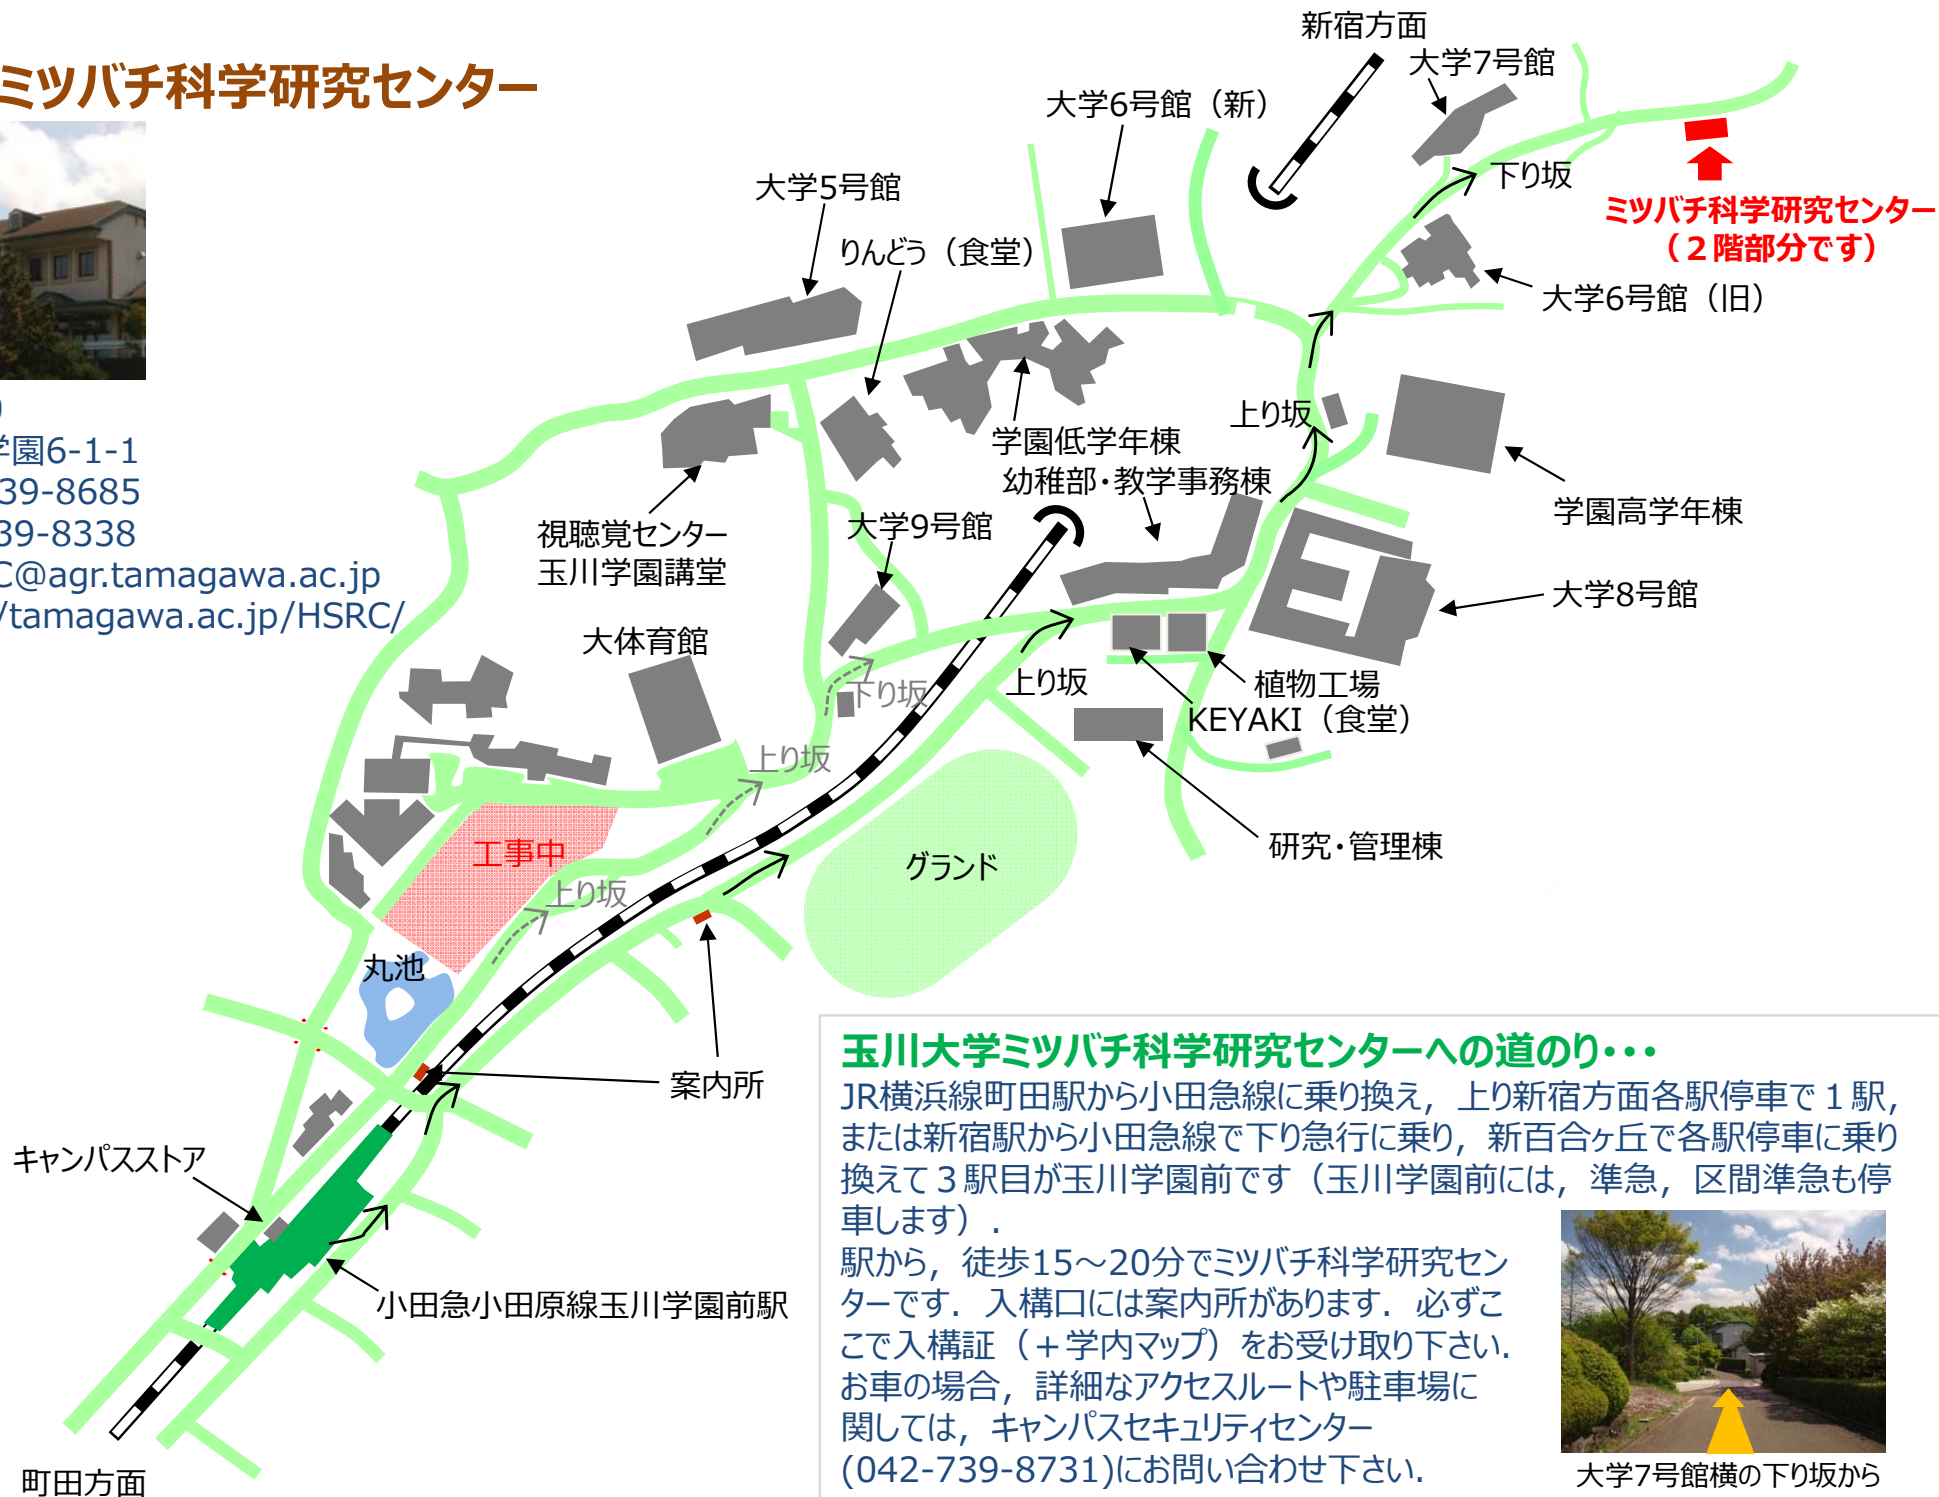 ミツバチ科学研究センター
学園6-1-1
39-8685
39-8338
C@agr.tamagawa.ac.jp
/tamagawa.ac.jp/HSRC/
新宿方面
大学7号館
大学6号館（新）
下り坂
大学5号館
りんどう（食堂）
ミツバチ科学研究センター
（２階部分です）
大学6号館（旧）
上り坂
学園低学年棟
幼稚部・教学事務棟
学園高学年棟
視聴覚センター
玉川学園講堂
大学9号館
大学8号館
大体育館
下り坂
上り坂
植物工場
KEYAKI（食堂）
上り坂
研究・管理棟
工事中
上り坂
グランド
丸池
案内所
キャンパスストア
小田急小田原線玉川学園前駅
町田方面
玉川大学ミツバチ科学研究センターへの道のり・・・
JR横浜線町田駅から小田急線に乗り換え，上り新宿方面各駅停車で１駅，
または新宿駅から小田急線で下り急行に乗り，新百合ヶ丘で各駅停車に乗り
換えて３駅目が玉川学園前です（玉川学園前には，準急，区間準急も停
車します）．
駅から，徒歩15～20分でミツバチ科学研究セン
ターです．入構口には案内所があります．必ずこ
こで入構証（＋学内マップ）をお受け取り下さい．
お車の場合，詳細なアクセスルートや駐車場に
関しては，キャンパスセキュリティセンター
(042-739-8731)にお問い合わせ下さい．
大学7号館横の下り坂から